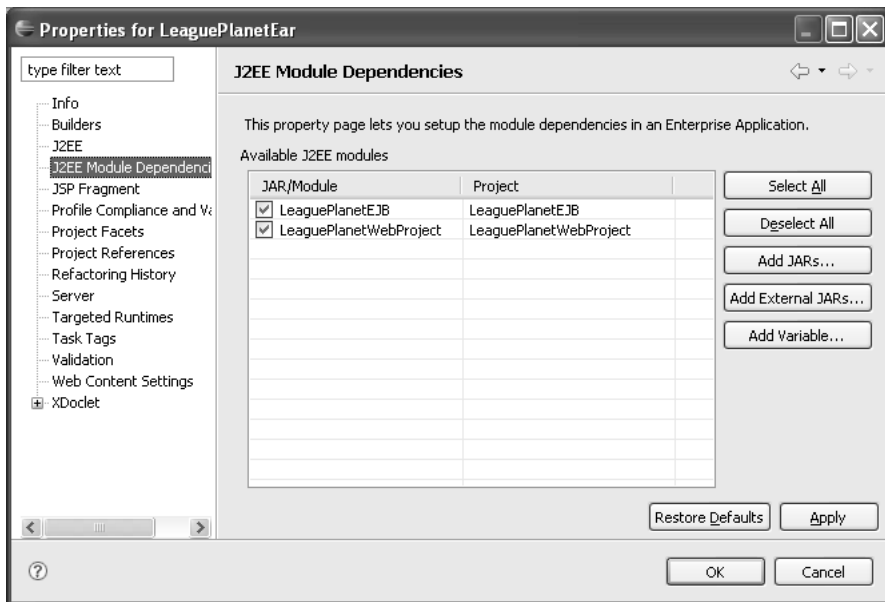 Properties for LeaguePlanetEar
type filter text
Info
Builders
J2EE
J2EE Module Dependenci
JSP Fragment
Profile Compliance and Va
Project Facets
Project References
Refactoring History
Server
Targeted Runtimes
Task Tags
Validation
Web Content Settings
XDoclet
J2EE Module Dependencies
This property page lets you setup the module dependencies in an Enterprise Application.
Available J2EE modules
JAR/Module Project
LeaguePlanetEJB LeaguePlanetEJB
LeaguePlanetWebProject LeaguePlanetWebProject
Select All
Deselect All
Add JARs...
Add External JARs...
Add Variable...
Restore Defaults Apply
OK Cancel